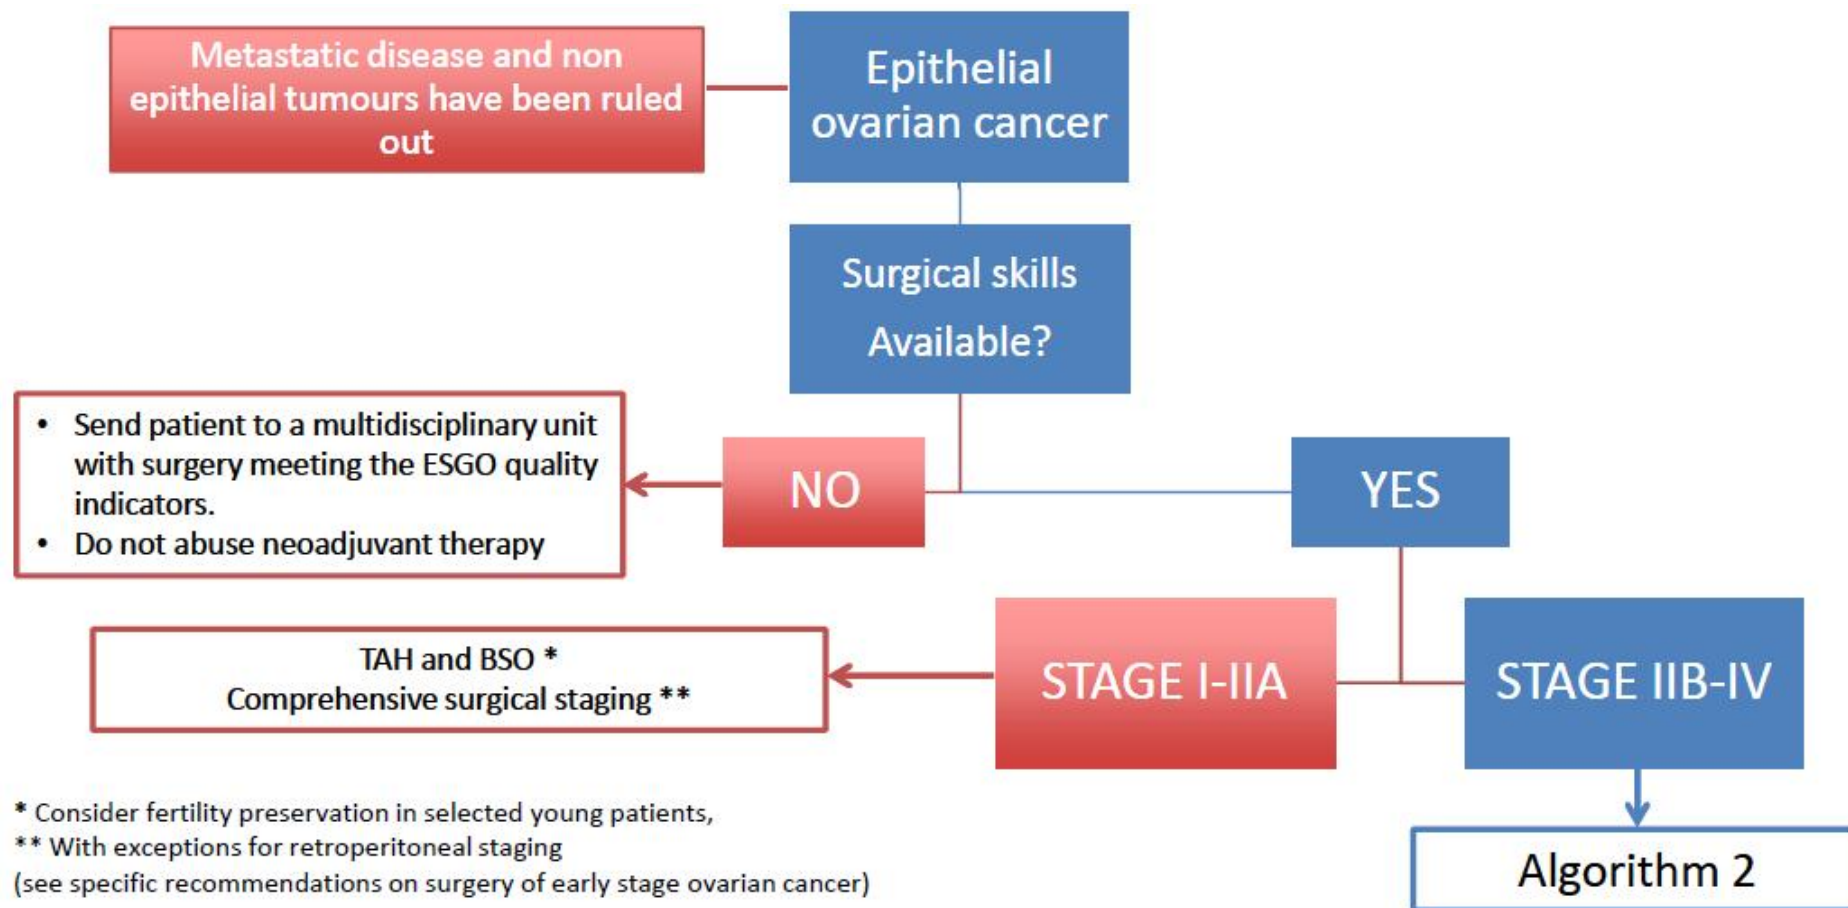 Metastatic disease and non
epithelial tumours have been ruled
out
Epithelial
ovarian cancer
Surgical skills
Available?
• Send patient to a multidisciplinary unit
with surgery meeting the ESGO quality
indicators.
• Do not abuse neoadjuvant therapy
NO
YES
TAH and BSO *
Comprehensive surgical staging **
STAGE I-IIA
STAGE IIB-IV
* Consider fertility preservation in selected young patients,
** With exceptions for retroperitoneal staging
(see specific recommendations on surgery of early stage ovarian cancer)
Algorithm 2